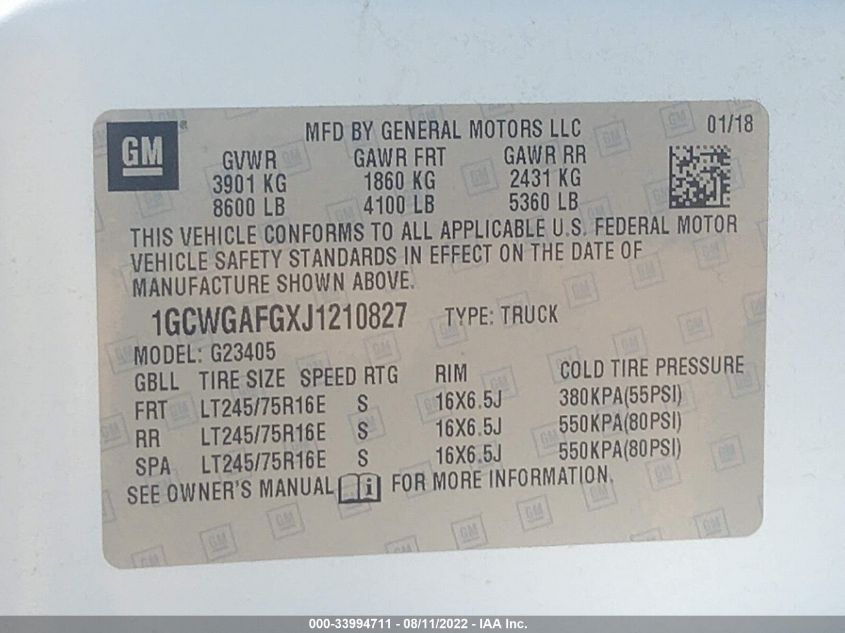 GM®
MFD BY GENERAL MOTORS LLC 01/18
GVWR GAWR FRT GAWR RR
3901 KG 1860 KG 2431 KG
8600 LB 4100 LB 5360 LB
THIS VEHICLE CONFORMS TO ALL APPLICABLE U.S. FEDERAL MOTOR
VEHICLE SAFETY STANDARDS IN EFFECT ON THE DATE OF
MANUFACTURE SHOWN ABOVE.
1GCWGAFGXJ1210827 TYPE: TRUCK
MODEL: G23405
GBLL TIRE SIZE SPEED RTG RIM COLD TIRE PRESSURE
FRT LT245/75R16E S 16X6.5J 380KPA(55PSI)
RR LT245/75R16E S 16X6.5J 550KPA(80PSI)
SPA LT245/75R16E S 16X6.5J 550KPA(80PSI)
SEE OWNER'S MANUAL i FOR MORE INFORMATION.
000-33994711 - 08/11/2022 - IAA Inc.